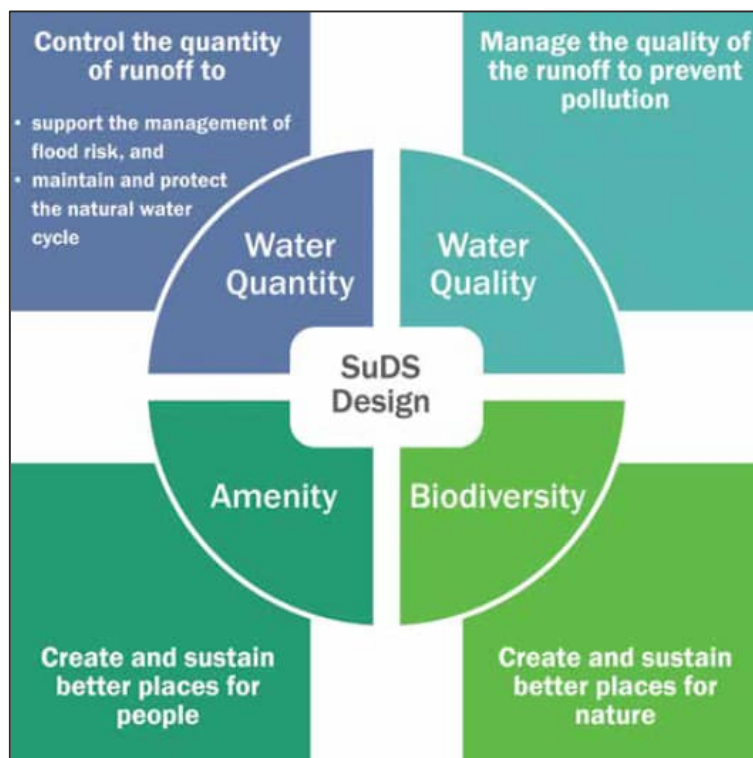 Control the quantity
of runoff to
• support the management of
flood risk, and
• maintain and protect
the natural water
cycle
Manage the quality of
the runoff to prevent
pollution
Water
Quantity
Water
Quality
SuDS
Design
Amenity
Biodiversity
Create and sustain
better places for
people
Create and sustain
better places for
nature